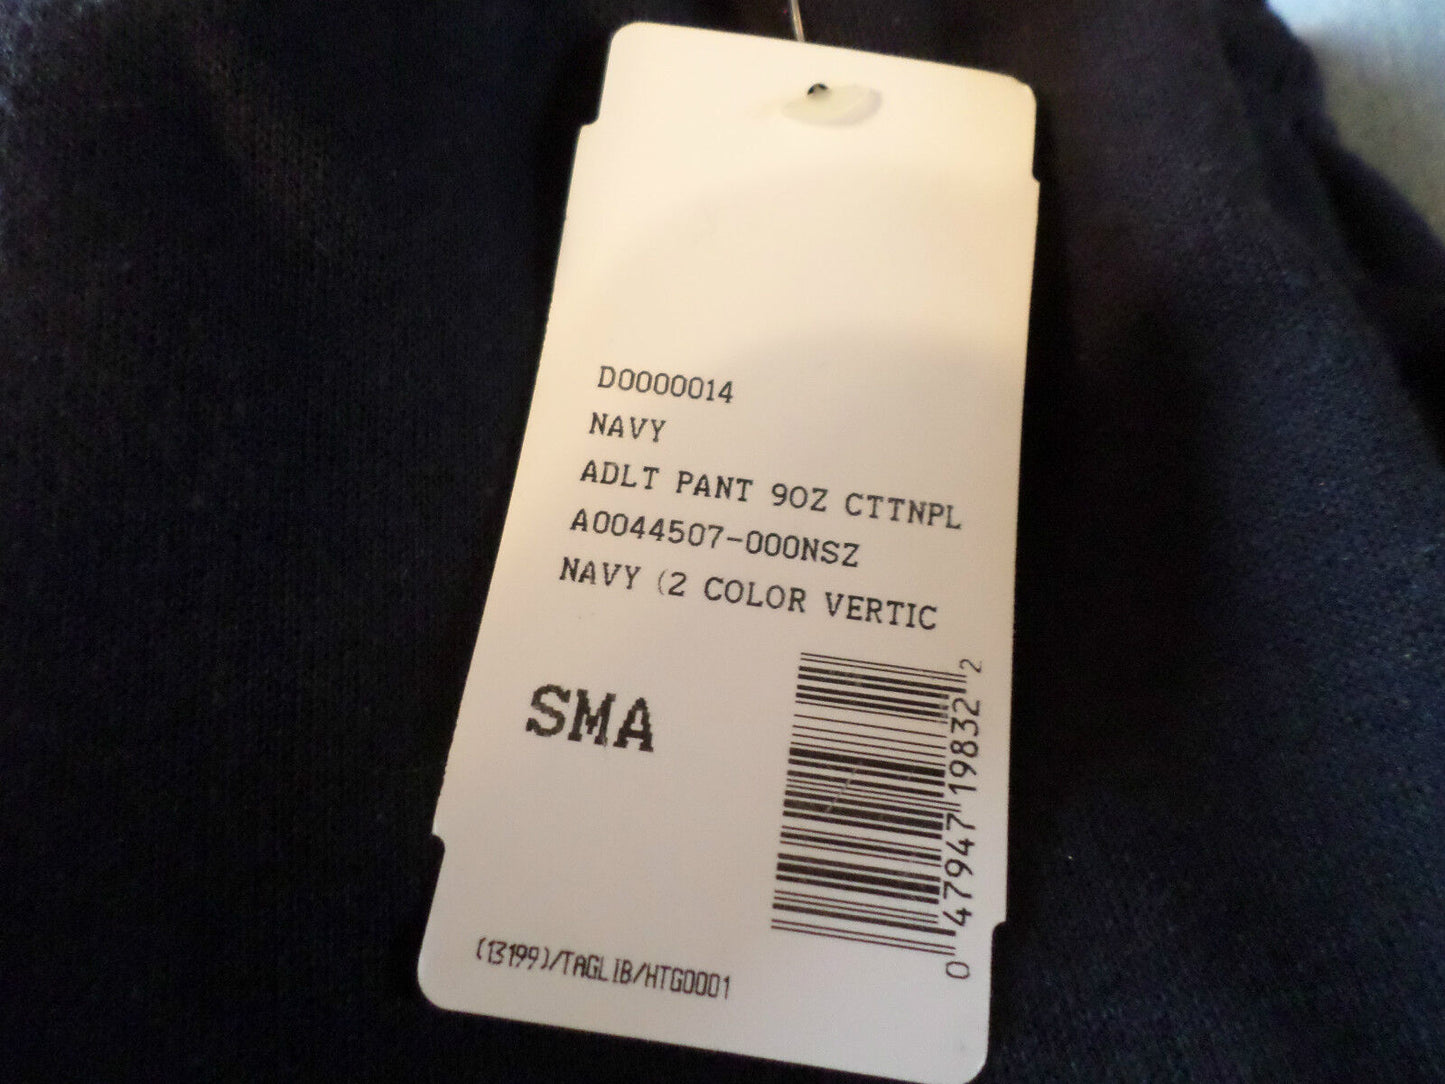 D0000014
NAVY
ADLT PANT 9OZ CTTNPL
A0044507-000NSZ
NAVY (2 COLOR VERTIC
SMA
0 47947 19832 2
(13199)/TAGLIB/HTG0001